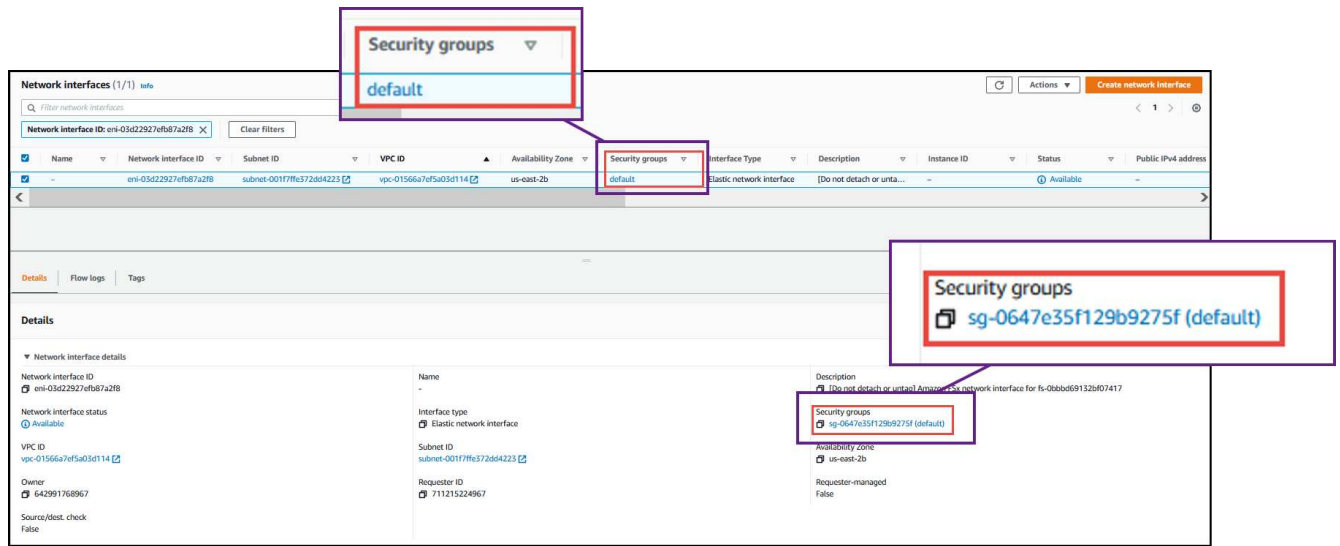 Security groups
default
Network interfaces (1/1) Info
Actions
Create network interface
Filter network interfaces
1
Network interface ID: eni-03d22927efb87a2f8
Clear filters
Name Network interface ID Subnet ID VPC ID Availability Zone Security groups Interface Type Description Instance ID Status Public IPv4 address
- eni-03d22927efb87a2f8 subnet-001f7ffe372dd4223 vpc-01566a7ef5a03d114 us-east-2b default Elastic network interface [Do not detach or unta... - Available -
Details Flow logs Tags
Security groups
sg-0647e35f129b9275f (default)
Details
Network interface details
Network interface ID Name Description
eni-03d22927efb87a2f8 - [Do not detach or untag] Amazon FSx network interface for fs-0bbbd69132bf07417
Network interface status Interface type Security groups
Available Elastic network interface sg-0647e35f129b9275f (default)
VPC ID Subnet ID Availability Zone
vpc-01566a7ef5a03d114 subnet-001f7ffe372dd4223 us-east-2b
Owner Requester ID Requester-managed
642991768967 711215224967 False
Source/dest. check
False